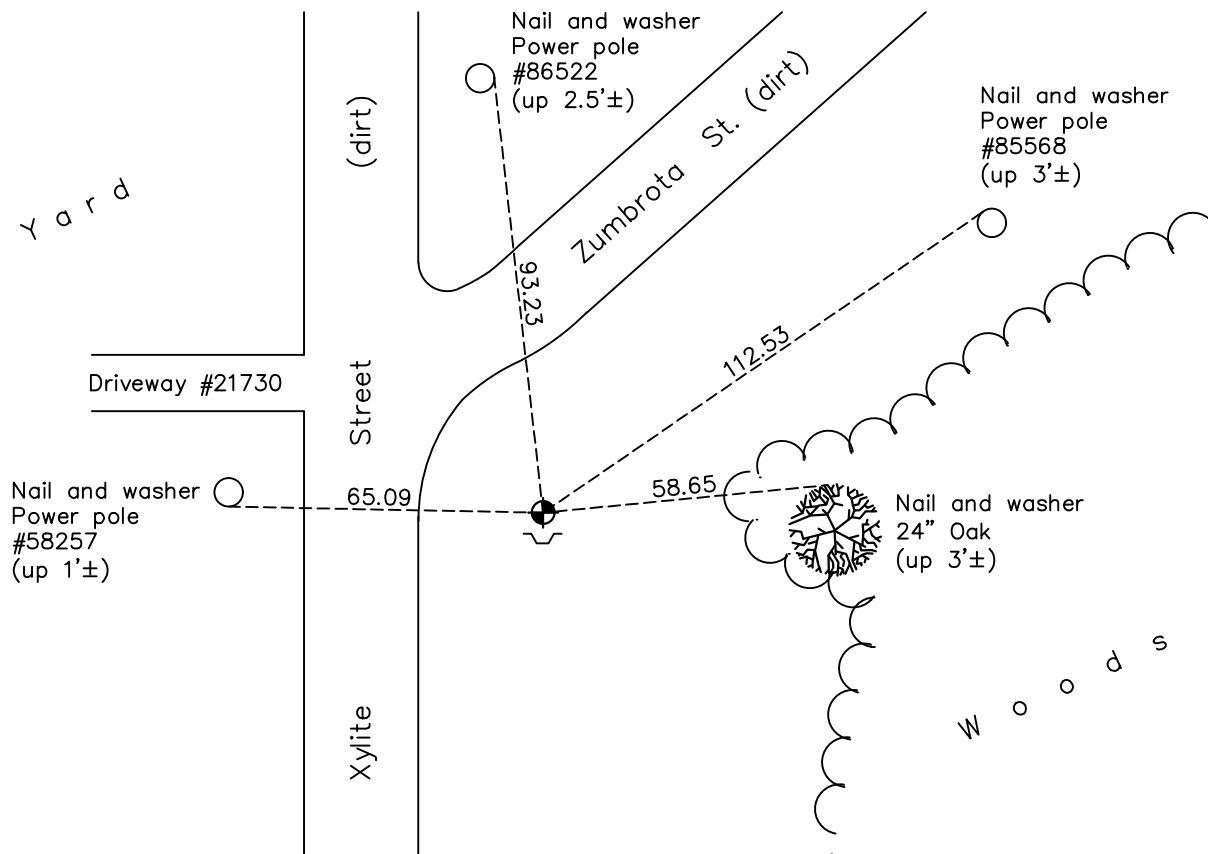 Nail and washer
Power pole
#86522
(up 2.5'±)
(dirt)
Zumbrota St. (dirt)
Nail and washer
Power pole
#85568
(up 3'±)
Yard
93.23
112.53
Driveway #21730
Street
65.09
58.65
Nail and washer
Power pole
#58257
(up 1'±)
Nail and washer
24" Oak
(up 3'±)
Woods
Xylite